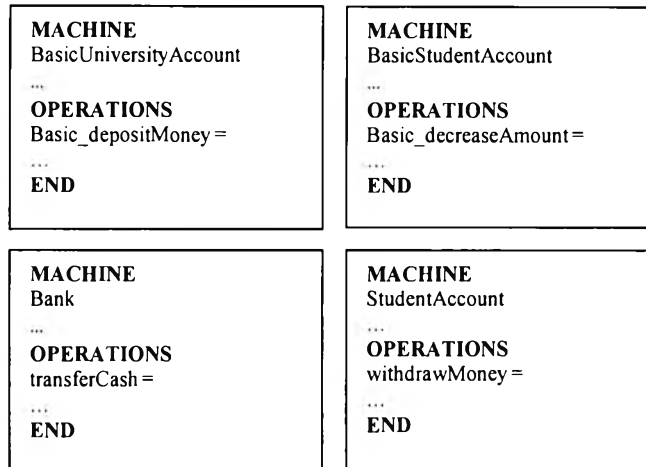 MACHINE
BasicUniversityAccount
...
OPERATIONS
Basic_depositMoney =
...
END
MACHINE
BasicStudentAccount
...
OPERATIONS
Basic_decreaseAmount =
...
END
MACHINE
Bank
...
OPERATIONS
transferCash =
...
END
MACHINE
StudentAccount
...
OPERATIONS
withdrawMoney =
...
END